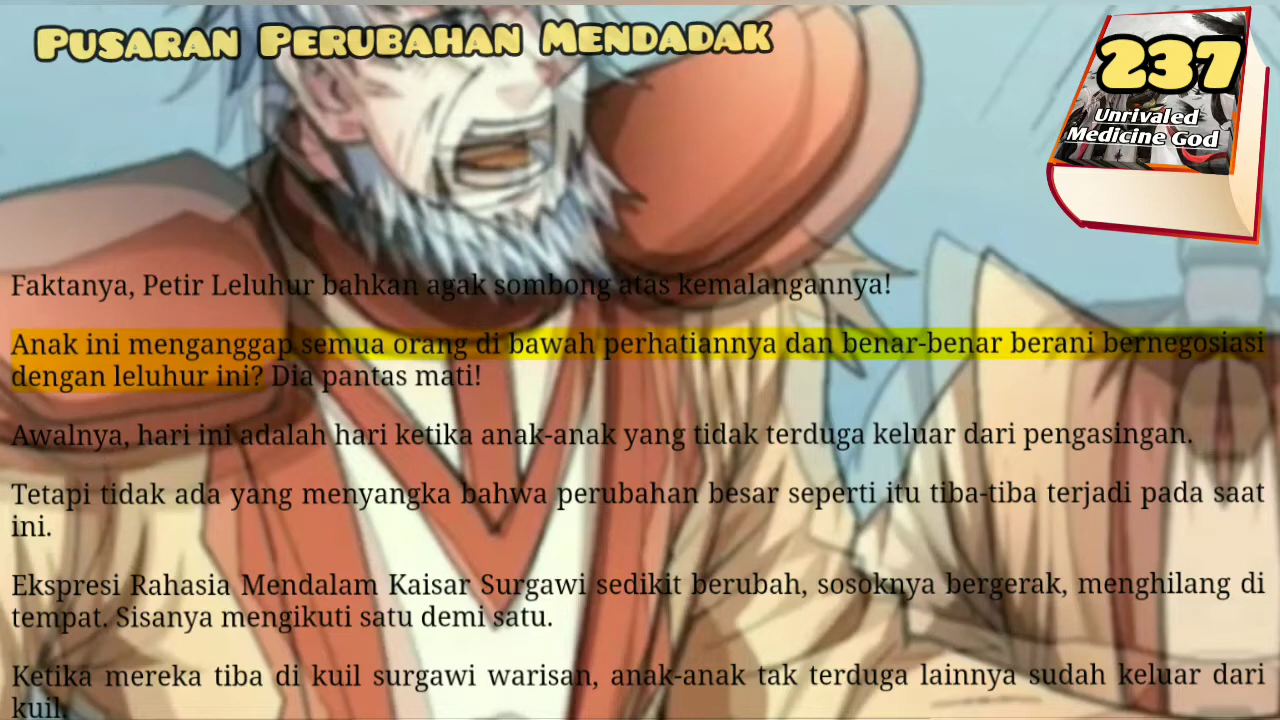 Pusaran Perubahan Mendadak
237
Unrivaled
Medicine God
Faktanya, Petir Leluhur bahkan agak sombong atas kemalangannya!
Anak ini menganggap semua orang di bawah perhatiannya dan benar-benar berani bernegosiasi
dengan leluhur ini? Dia pantas mati!
Awalnya, hari ini adalah hari ketika anak-anak yang tidak terduga keluar dari pengasingan.
Tetapi tidak ada yang menyangka bahwa perubahan besar seperti itu tiba-tiba terjadi pada saat
ini.
Ekspresi Rahasia Mendalam Kaisar Surgawi sedikit berubah, sosoknya bergerak, menghilang di
tempat. Sisanya mengikuti satu demi satu.
Ketika mereka tiba di kuil surgawi warisan, anak-anak tak terduga lainnya sudah keluar dari
kuil.